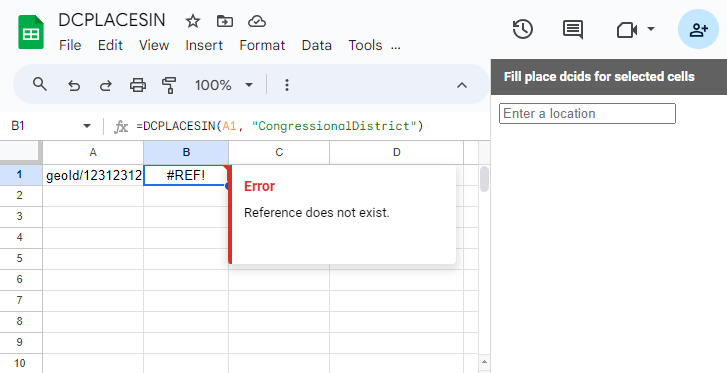 DCPLACESIN
File Edit View Insert Format Data Tools ...
100%
Fill place dcids for selected cells
Enter a location
B1 fx =DCPLACESIN(A1, "CongressionalDistrict")
A B C D
1 geoId/12312312 #REF!
Error
Reference does not exist.
2
3
4
5
6
7
8
9
10